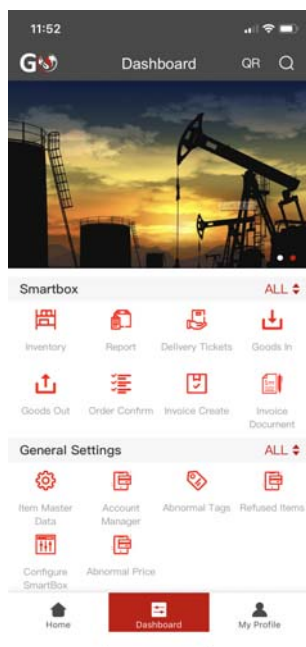 11:52
G
Dashboard
QR
Smartbox
ALL
Inventory
Report
Delivery Tickets
Goods In
Goods Out
Order Confirm
Invoice Create
Invoice
Document
General Settings
ALL
Item Master
Data
Account
Manager
Abnormal Tags
Refused Items
Configure
SmartBox
Abnormal Price
Home
Dashboard
My Profile